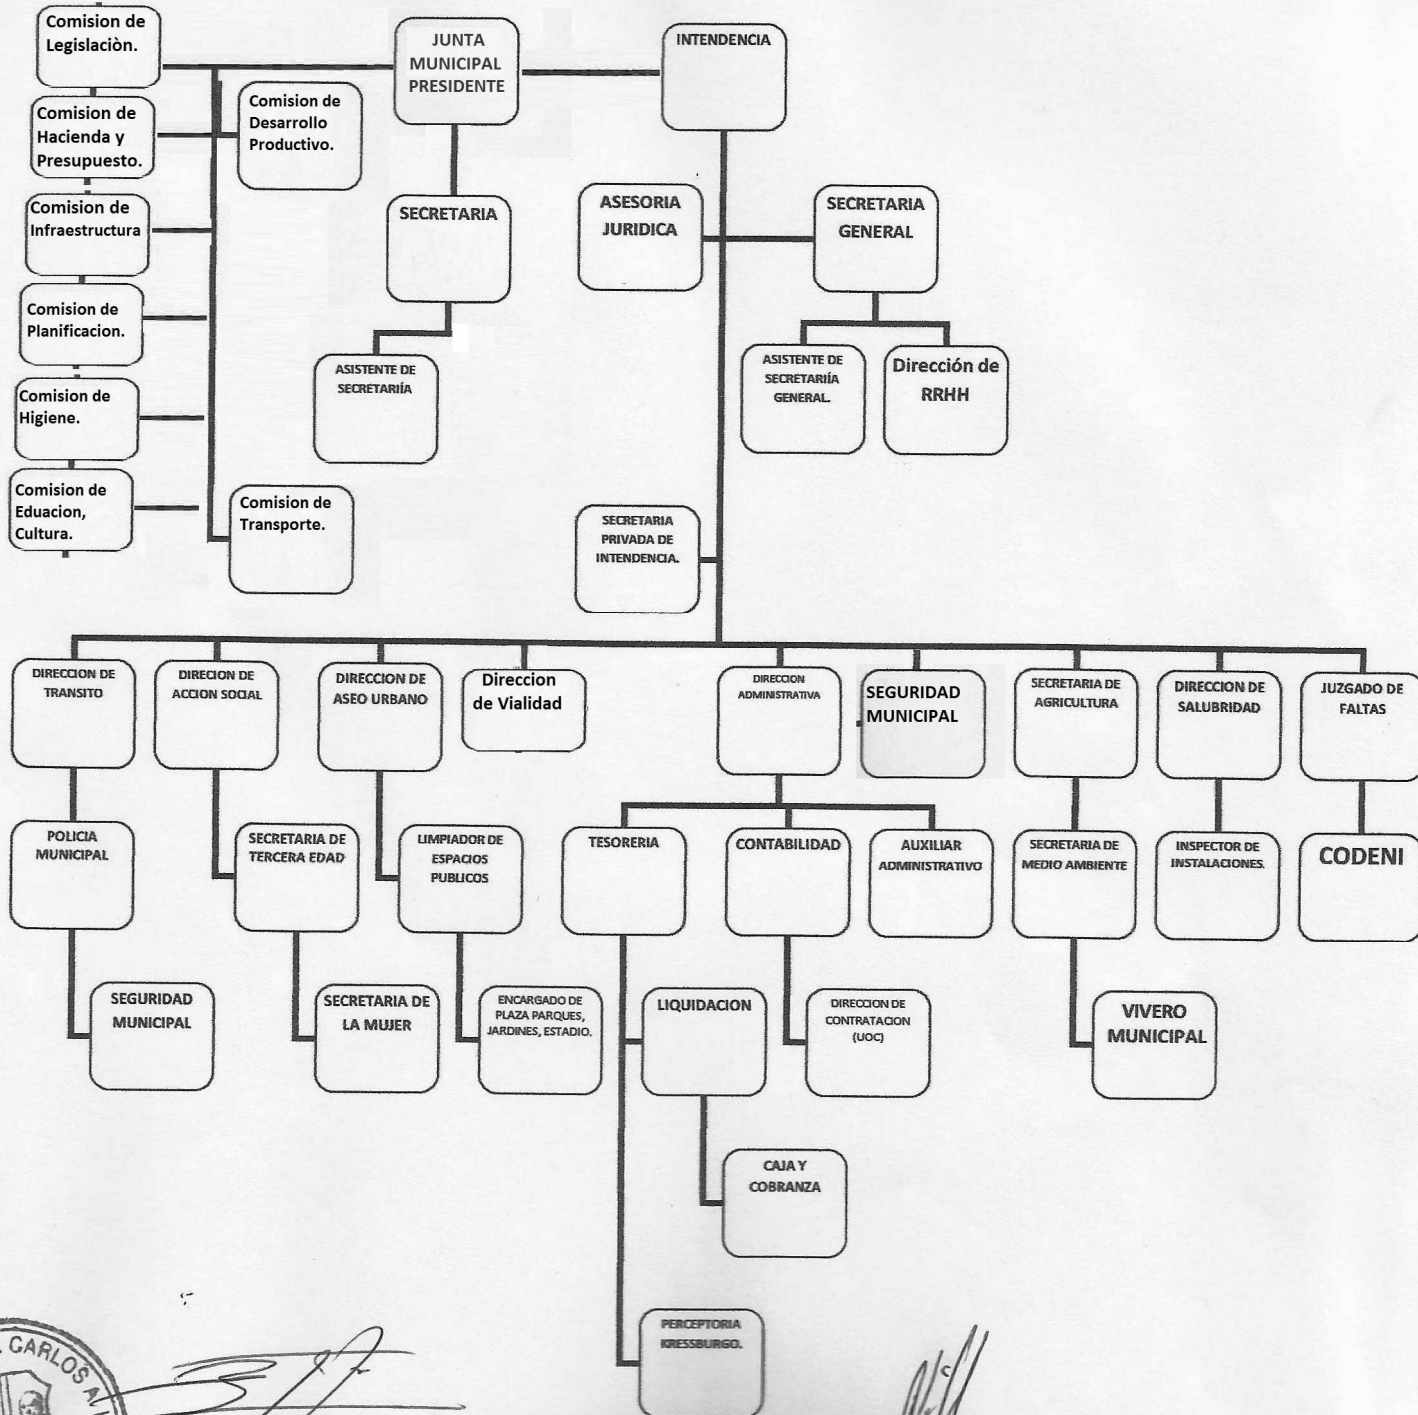 Comision de
Legislaciòn.
JUNTA
MUNICIPAL
PRESIDENTE
INTENDENCIA
Comision de
Hacienda y
Presupuesto.
Comision de
Desarrollo
Productivo.
Comision de
Infraestructura
SECRETARIA
ASESORIA
JURIDICA
SECRETARIA
GENERAL
Comision de
Planificacion.
ASISTENTE DE
SECRETARIÍA
ASISTENTE DE
SECRETARIÍA
GENERAL.
Dirección de
RRHH
Comision de
Higiene.
Comision de
Eduacion,
Cultura.
Comision de
Transporte.
SECRETARIA
PRIVADA DE
INTENDENCIA.
DIRECCON DE
TRANSITO
DIRECION DE
ACCION SOCIAL
DIRECCION DE
ASEO URBANO
Direccion
de Vialidad
DIRECCION
ADMINISTRATIVA
SEGURIDAD
MUNICIPAL
SECRETARIA DE
AGRICULTURA
DIRECCION DE
SALUBRIDAD
JUZGADO DE
FALTAS
POLICIA
MUNICIPAL
SECRETARIA DE
TERCERA EDAD
LIMPIADOR DE
ESPACIOS
PUBLICOS
TESORERIA
CONTABILIDAD
AUXILIAR
ADMINISTRATIVO
SECRETARIA DE
MEDIO AMBIENTE
INSPECTOR DE
INSTALACIONES.
CODENI
SEGURIDAD
MUNICIPAL
SECRETARIA DE
LA MUJER
ENCARGADO DE
PLAZA PARQUES,
JARDINES, ESTADIO.
LIQUIDACION
DIRECCION DE
CONTRATACION
(UOC)
VIVERO
MUNICIPAL
CAJA Y
COBRANZA
PERCEPTORIA
KRESSBURGO.
CARLOS